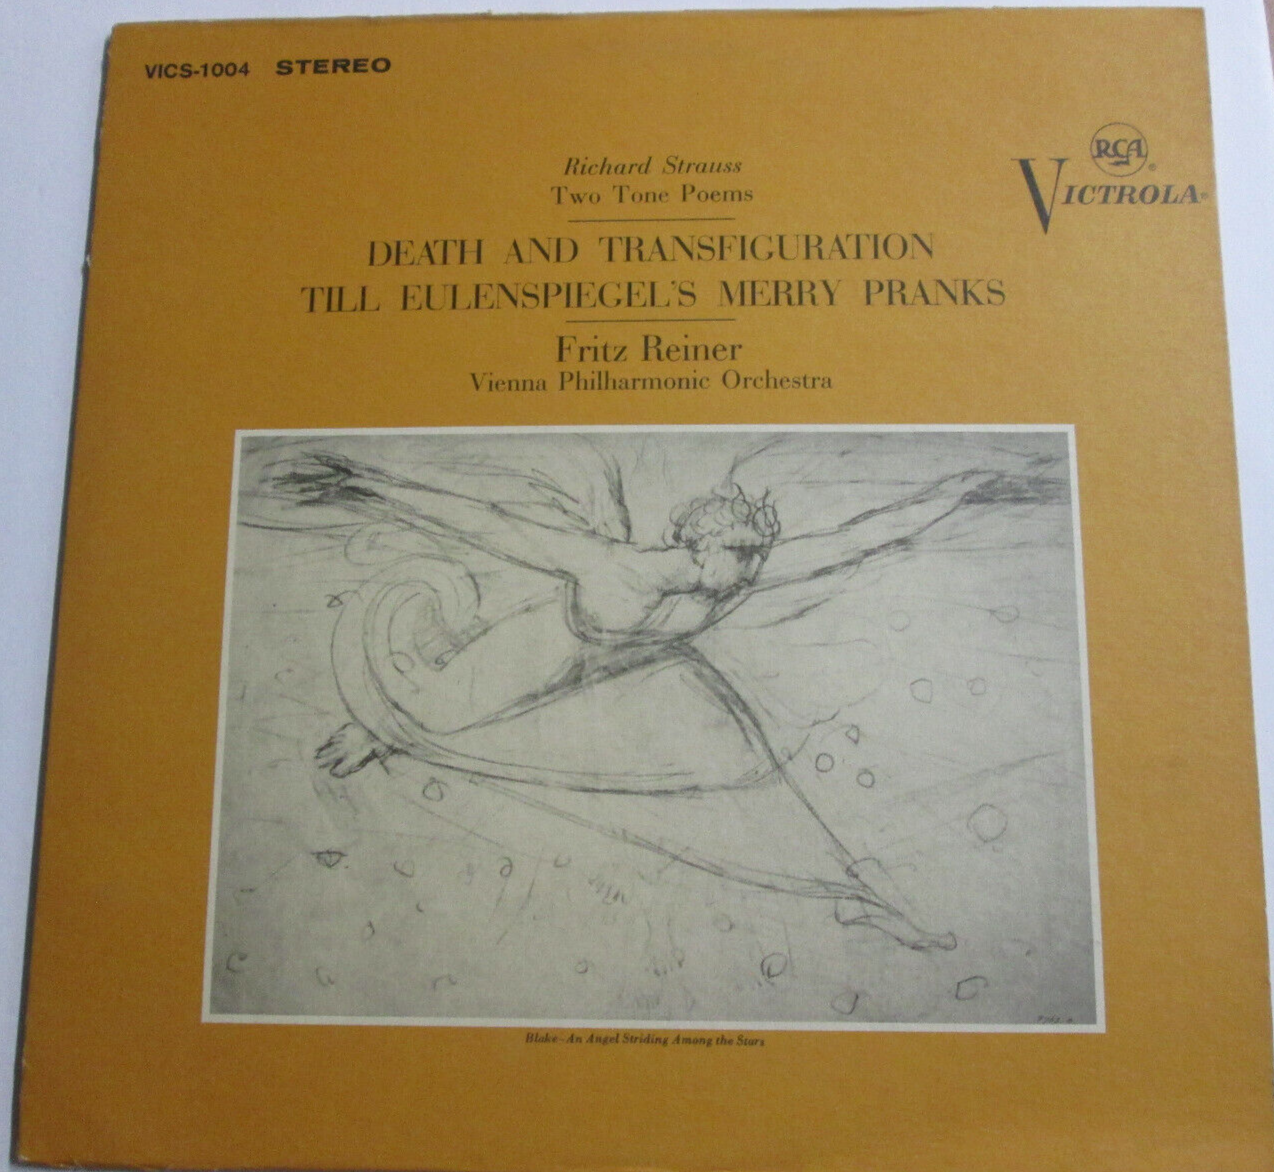 VICS-1004 STEREO
RCA
VICTROLA
Richard Strauss
Two Tone Poems
DEATH AND TRANSFIGURATION
TILL EULENSPIEGEL'S MERRY PRANKS
Fritz Reiner
Vienna Philharmonic Orchestra
Blake - An Angel Striding Among the Stars